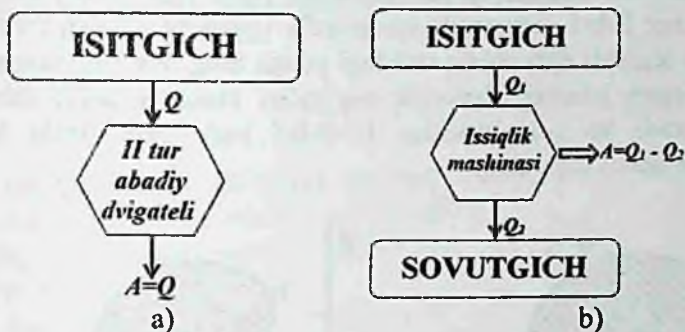 ISITGICH
Q
II tur
abadiy
dvigateli
A=Q
a)
ISITGICH
Q₁
Issiqlik
mashinasi
A=Q₁ - Q₂
Q₂
SOVUTGICH
b)